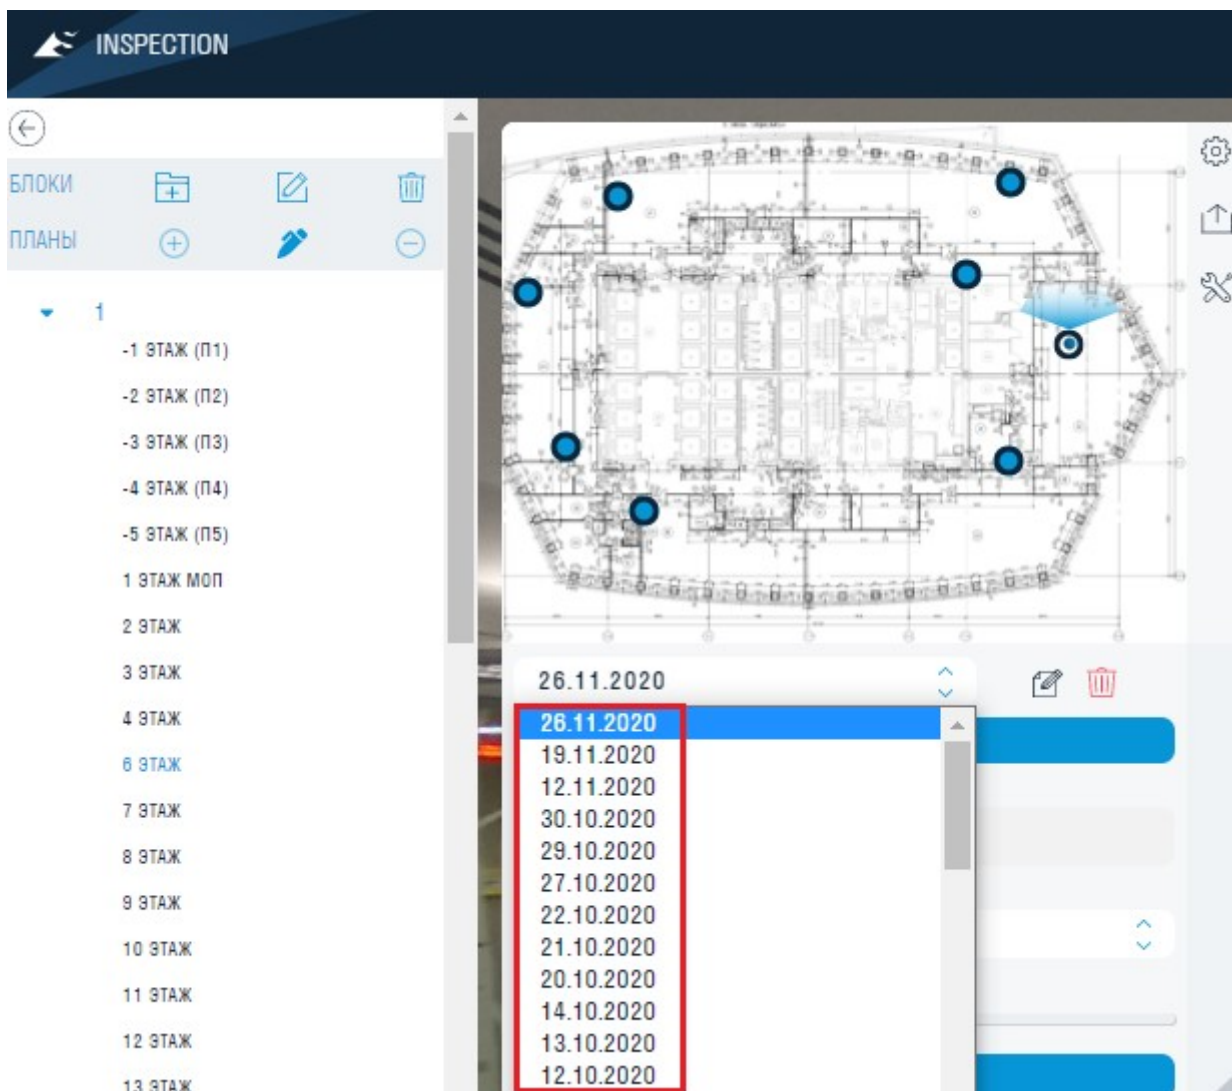 INSPECTION
БЛОКИ
ПЛАНЫ
1
-1 ЭТАЖ (П1)
-2 ЭТАЖ (П2)
-3 ЭТАЖ (П3)
-4 ЭТАЖ (П4)
-5 ЭТАЖ (П5)
1 ЭТАЖ МОП
2 ЭТАЖ
3 ЭТАЖ
4 ЭТАЖ
6 ЭТАЖ
7 ЭТАЖ
8 ЭТАЖ
9 ЭТАЖ
10 ЭТАЖ
11 ЭТАЖ
12 ЭТАЖ
13 ЭТАЖ
26.11.2020
26.11.2020
19.11.2020
12.11.2020
30.10.2020
29.10.2020
27.10.2020
22.10.2020
21.10.2020
20.10.2020
14.10.2020
13.10.2020
12.10.2020